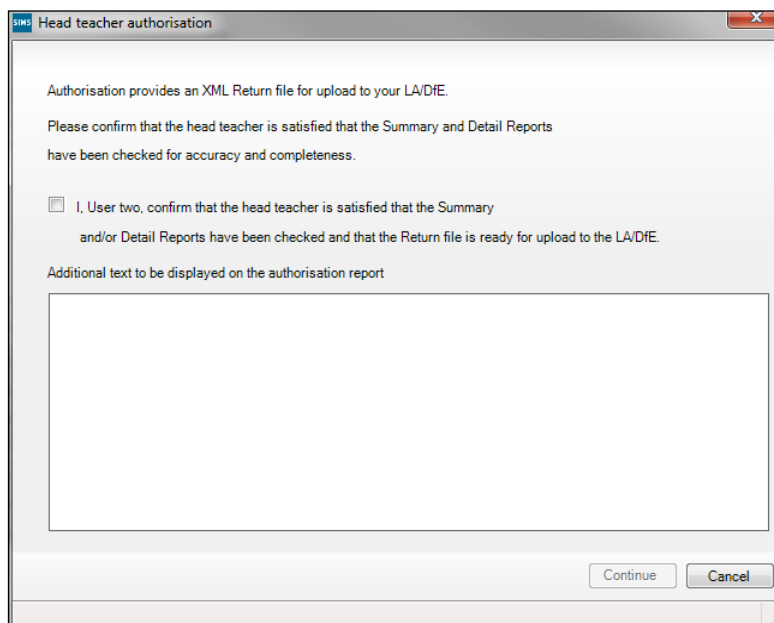 SIMS Head teacher authorisation
Authorisation provides an XML Return file for upload to your LA/DfE.
Please confirm that the head teacher is satisfied that the Summary and Detail Reports
have been checked for accuracy and completeness.
I, User two, confirm that the head teacher is satisfied that the Summary
and/or Detail Reports have been checked and that the Return file is ready for upload to the LA/DfE.
Additional text to be displayed on the authorisation report
Continue Cancel